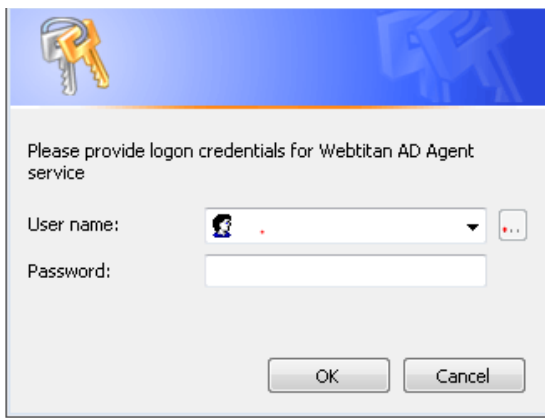 Please provide logon credentials for Webtitan AD Agent
service
User name:
Password:
OK
Cancel